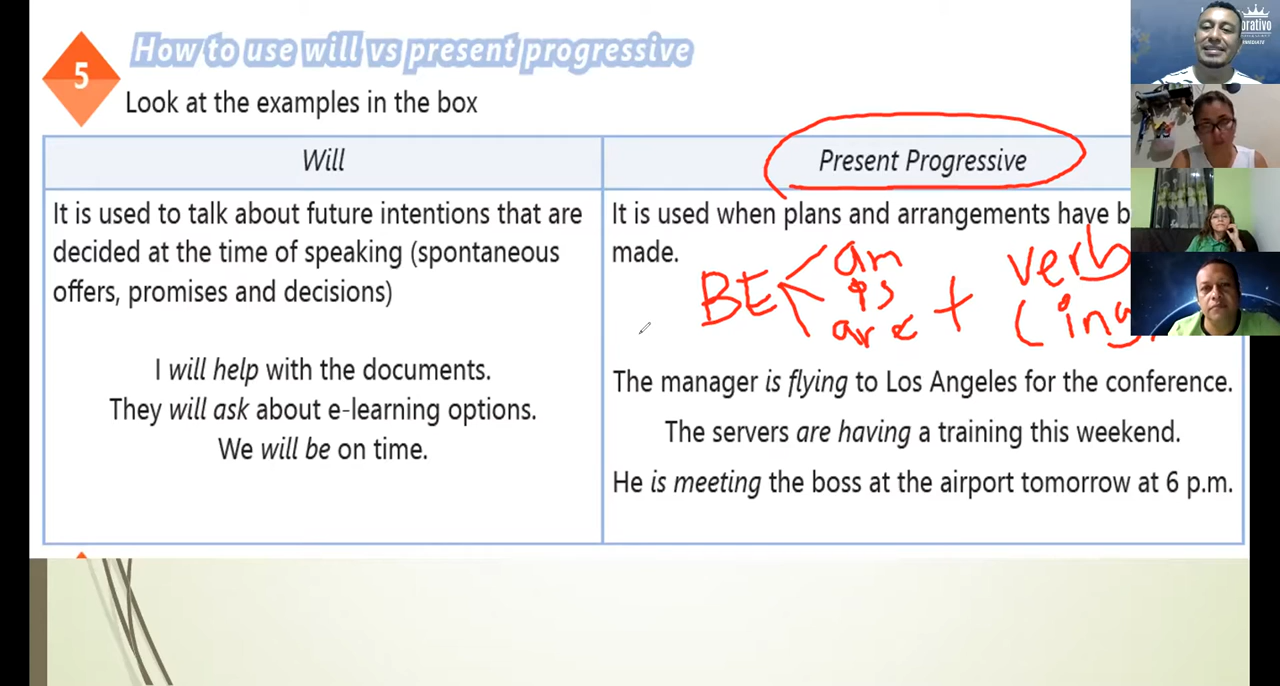 5
How to use will vs present progressive
Look at the examples in the box
Will
Present Progressive
It is used to talk about future intentions that are
decided at the time of speaking (spontaneous
offers, promises and decisions)
I will help with the documents.
They will ask about e-learning options.
We will be on time.
It is used when plans and arrangements have
made.
BE
am
is
are
+
verb
The manager is flying to Los Angeles for the conference.
The servers are having a training this weekend.
He is meeting the boss at the airport tomorrow at 6 p.m.